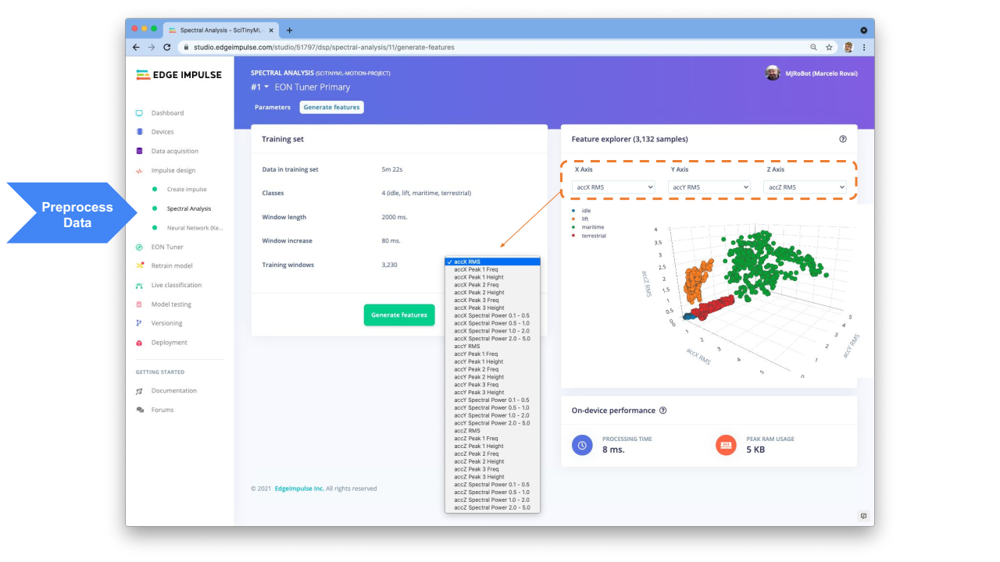 Preprocess
Data
Spectral Analysis - SciTinyML-
studio.edgeimpulse.com/studio/51797/dsp/spectral-analysis/11/generate-features
EDGE IMPULSE
Dashboard
Devices
Data acquisition
Impulse design
Create impulse
Spectral Analysis
Neural Network (Ke...
EON Tuner
Retrain model
Live classification
Model testing
Versioning
Deployment
GETTING STARTED
Documentation
Forums
SPECTRAL ANALYSIS (SCITINYML-MOTION-PROJECT)
#1 EON Tuner Primary
MJRoBot (Marcelo Rovai)
Parameters Generate features
Training set
Data in training set 5m 22s
Classes 4 (idle, lift, maritime, terrestrial)
Window length 2000 ms.
Window increase 80 ms.
Training windows 3,230
Generate features
accX RMS
accX Peak 1 Freq
accX Peak 1 Height
accX Peak 2 Freq
accX Peak 2 Height
accX Peak 3 Freq
accX Peak 3 Height
accX Spectral Power 0.1 - 0.5
accX Spectral Power 0.5 - 1.0
accX Spectral Power 1.0 - 2.0
accX Spectral Power 2.0 - 5.0
accY RMS
accY Peak 1 Freq
accY Peak 1 Height
accY Peak 2 Freq
accY Peak 2 Height
accY Peak 3 Freq
accY Peak 3 Height
accY Spectral Power 0.1 - 0.5
accY Spectral Power 0.5 - 1.0
accY Spectral Power 1.0 - 2.0
accY Spectral Power 2.0 - 5.0
accZ RMS
accZ Peak 1 Freq
accZ Peak 1 Height
accZ Peak 2 Freq
accZ Peak 2 Height
accZ Peak 3 Freq
accZ Peak 3 Height
accZ Spectral Power 0.1 - 0.5
accZ Spectral Power 0.5 - 1.0
accZ Spectral Power 1.0 - 2.0
accZ Spectral Power 2.0 - 5.0
Feature explorer (3,132 samples)
X Axis Y Axis Z Axis
accX RMS accY RMS accZ RMS
idle
lift
maritime
terrestrial
4
3.5
3
2.5
2
1.5
1
0.5
0
accZ RMS
0
1
2
3
4
5
accX RMS
0
1
2
3
4
5
accY RMS
On-device performance
PROCESSING TIME
8 ms.
PEAK RAM USAGE
5 KB
© 2021 EdgeImpulse Inc. All rights reserved